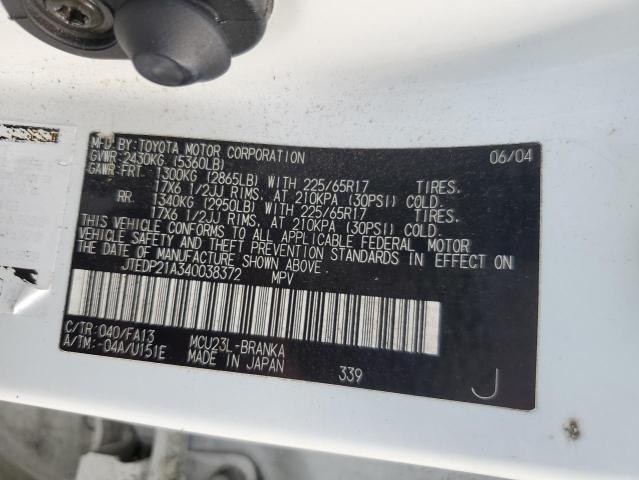 MFD. BY: TOYOTA MOTOR CORPORATION 06/04
GVWR: 2430KG (5360LB)
GAWR: FRT. 1300KG (2865LB) WITH 225/65R17 TIRES.
17X6 1/2JJ RIMS. AT 210KPA (30PSI) COLD.
RR. 1340KG (2950LB) WITH 225/65R17 TIRES.
17X6 1/2JJ RIMS. AT 210KPA (30PSI) COLD.
THIS VEHICLE CONFORMS TO ALL APPLICABLE FEDERAL MOTOR
VEHICLE SAFETY AND THEFT PREVENTION STANDARDS IN EFFECT ON
THE DATE OF MANUFACTURE SHOWN ABOVE.
JTEDP21A340038372 MPV
C/TR: 040/FA13 MCU23L-BRANKA
A/TM: -04A/U151E MADE IN JAPAN 339 J